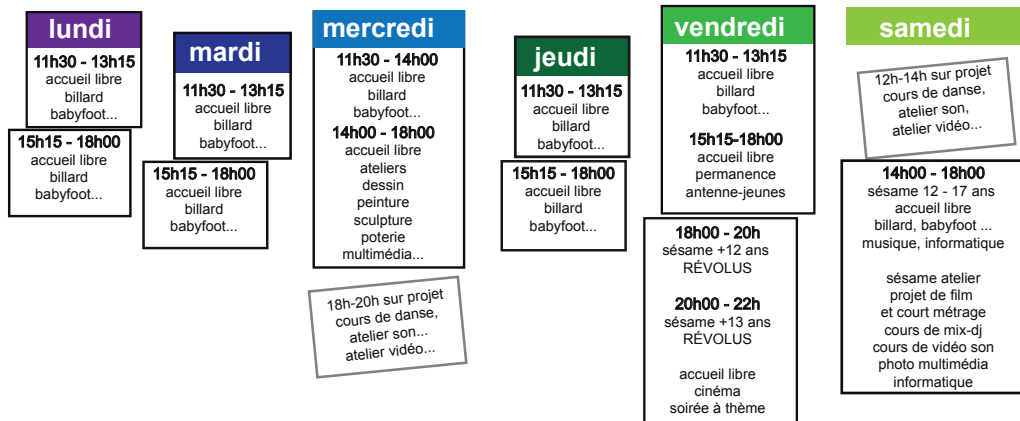 lundi
11h30 - 13h15
accueil libre
billard
babyfoot...
15h15 - 18h00
accueil libre
billard
babyfoot...
mardi
11h30 - 13h15
accueil libre
billard
babyfoot...
15h15 - 18h00
accueil libre
billard
babyfoot...
mercredi
11h30 - 14h00
accueil libre
billard
babyfoot...
14h00 - 18h00
accueil libre
ateliers
dessin
peinture
sculpture
poterie
multimédia...
18h-20h sur projet
cours de danse,
atelier son...
atelier vidéo...
jeudi
11h30 - 13h15
accueil libre
billard
babyfoot...
15h15 - 18h00
accueil libre
billard
babyfoot...
vendredi
11h30 - 13h15
accueil libre
billard
babyfoot...
15h15-18h00
accueil libre
permanence
antenne-jeunes
18h00 - 20h
sésame +12 ans
RÉVOLUS
20h00 - 22h
sésame +13 ans
RÉVOLUS
accueil libre
cinéma
soirée à thème
samedi
12h-14h sur projet
cours de danse,
atelier son,
atelier vidéo...
14h00 - 18h00
sésame 12 - 17 ans
accueil libre
billard, babyfoot ...
musique, informatique
sésame atelier
projet de film
et court métrage
cours de mix-dj
cours de vidéo son
photo multimédia
informatique